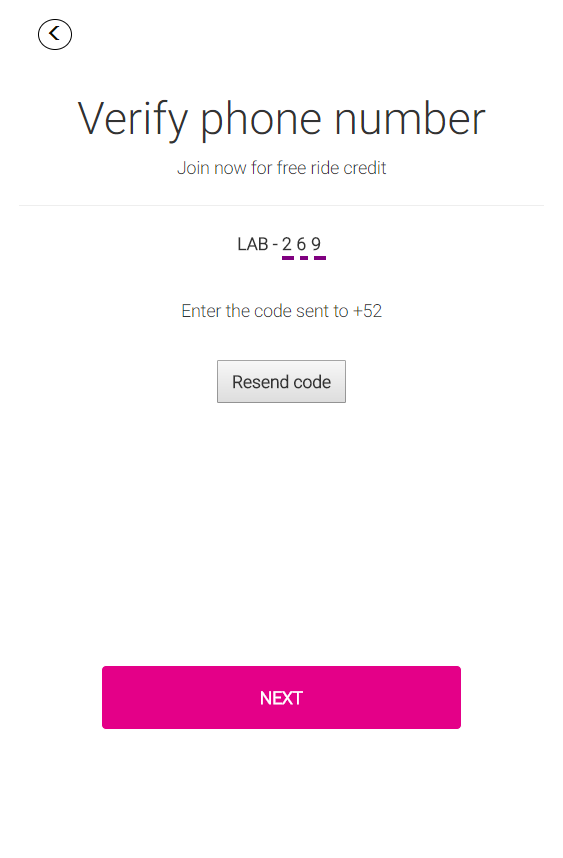 Verify phone number
Join now for free ride credit
LAB - 2 6 9
Enter the code sent to +52
Resend code
NEXT